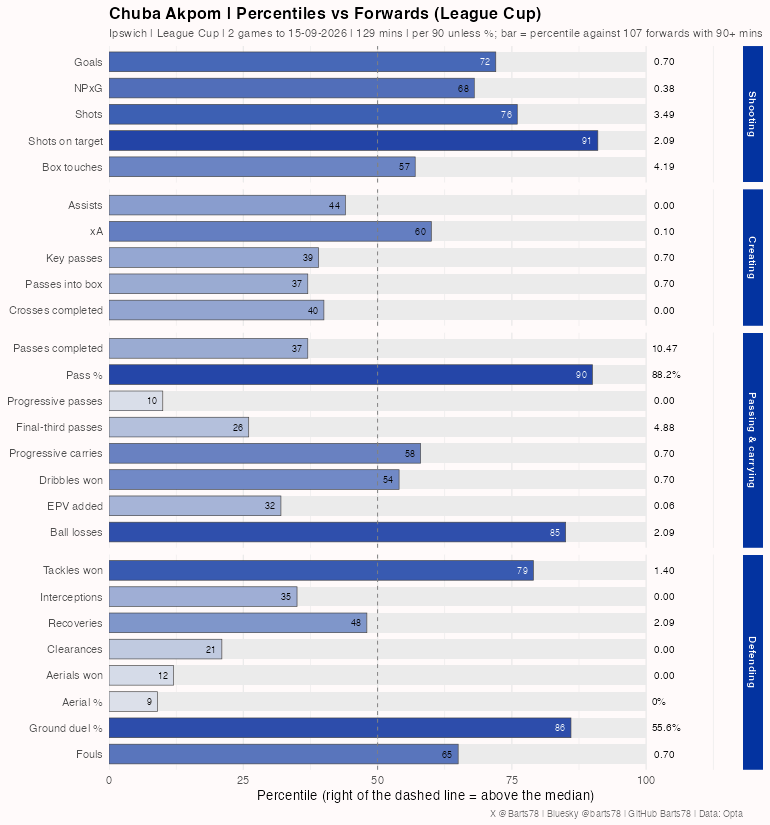 Chuba Akpom | Percentiles vs Forwards (League Cup)
Ipswich | League Cup | 2 games to 15-09-2026 | 129 mins | per 90 unless %; bar = percentile against 107 forwards with 90+ mins
Goals 72 0.70
NPxG 68 0.38
Shots 76 3.49
Shots on target 91 2.09
Box touches 57 4.19
Shooting
Assists 44 0.00
xA 60 0.10
Key passes 39 0.70
Passes into box 37 0.70
Crosses completed 40 0.00
Creating
Passes completed 37 10.47
Pass % 90 88.2%
Progressive passes 10 0.00
Final-third passes 26 4.88
Progressive carries 58 0.70
Dribbles won 54 0.70
EPV added 32 0.06
Ball losses 85 2.09
Passing & carrying
Tackles won 79 1.40
Interceptions 35 0.00
Recoveries 48 2.09
Clearances 21 0.00
Aerials won 12 0.00
Aerial % 9 0%
Ground duel % 86 55.6%
Fouls 65 0.70
Defending
0 25 50 75 100
Percentile (right of the dashed line = above the median)
X @Barts78 | Bluesky @barts78 | GitHub Barts78 | Data: Opta